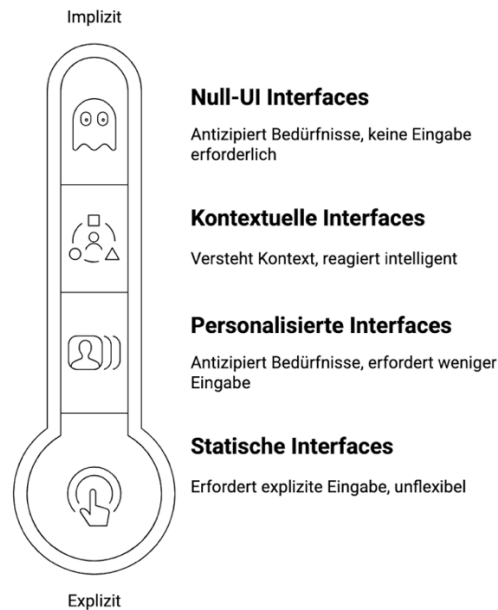 Implizit
Null-UI Interfaces
Antizipiert Bedürfnisse, keine Eingabe
erforderlich
Kontextuelle Interfaces
Versteht Kontext, reagiert intelligent
Personalisierte Interfaces
Antizipiert Bedürfnisse, erfordert weniger
Eingabe
Statische Interfaces
Erfordert explizite Eingabe, unflexibel
Explizit